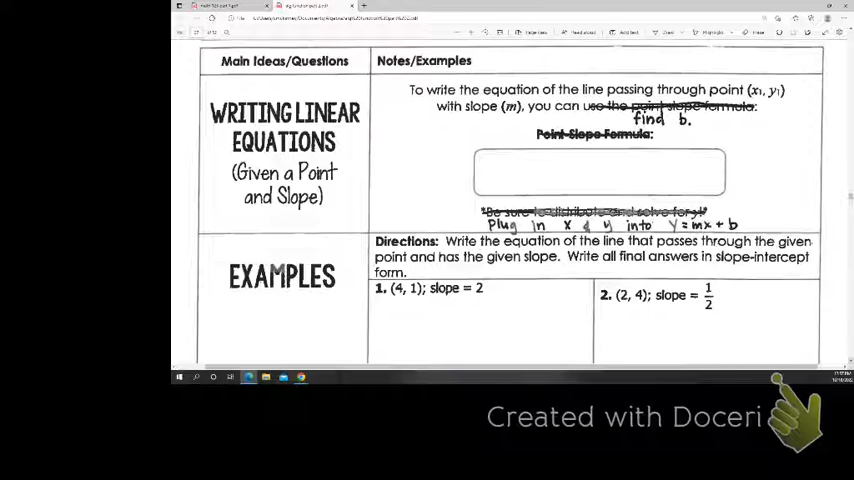 Main Ideas/Questions
Notes/Examples
WRITING LINEAR
EQUATIONS
(Given a Point
and Slope)
To write the equation of the line passing through point (x₁, y₁)
with slope (m), you can use the point slope formula:
find b.
Point-Slope Formula:
*Be sure to distribute and solve for y!*
Plug in x & y into y = mx + b
EXAMPLES
Directions: Write the equation of the line that passes through the given
point and has the given slope. Write all final answers in slope-intercept
form.
1. (4, 1); slope = 2
2. (2, 4); slope = 1/2
Created with Doceri